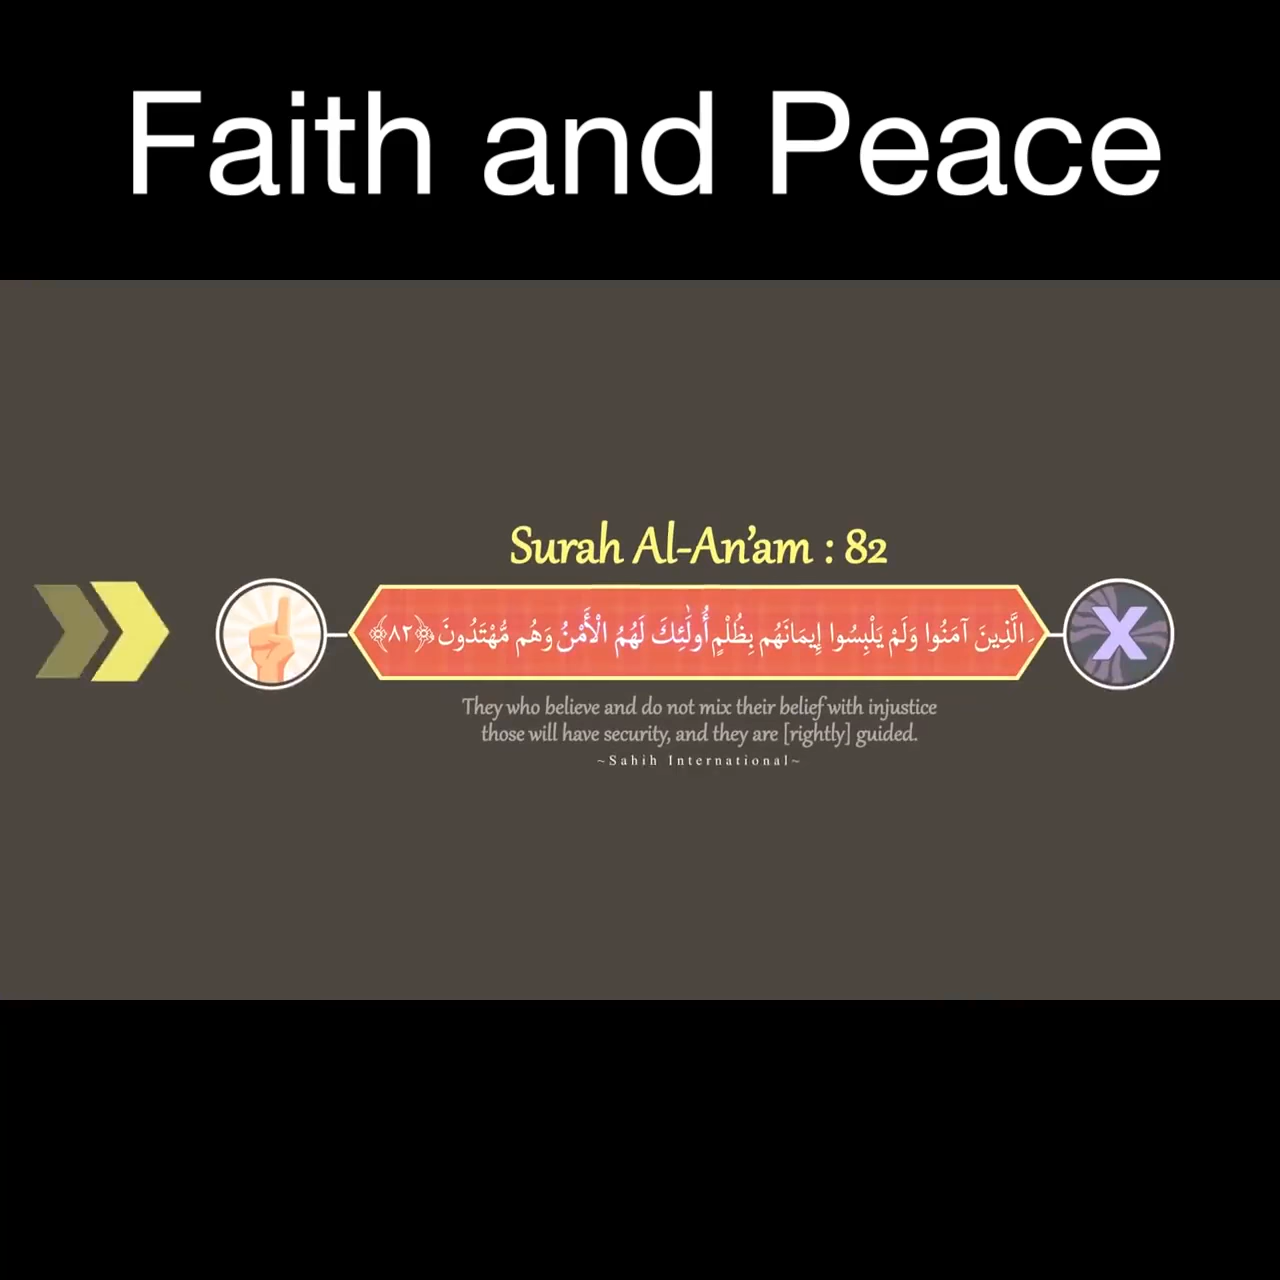 Faith and Peace
Surah Al-An'am : 82
الَّذِينَ آمَنُوا وَلَمْ يَلْبِسُوا إِيمَانَهُم بِظُلْمٍ أُولَٰئِكَ لَهُمُ الْأَمْنُ وَهُم مُّهْتَدُونَ ﴿٨٢﴾
X
They who believe and do not mix their belief with injustice
those will have security, and they are [rightly] guided.
~Sahih International~